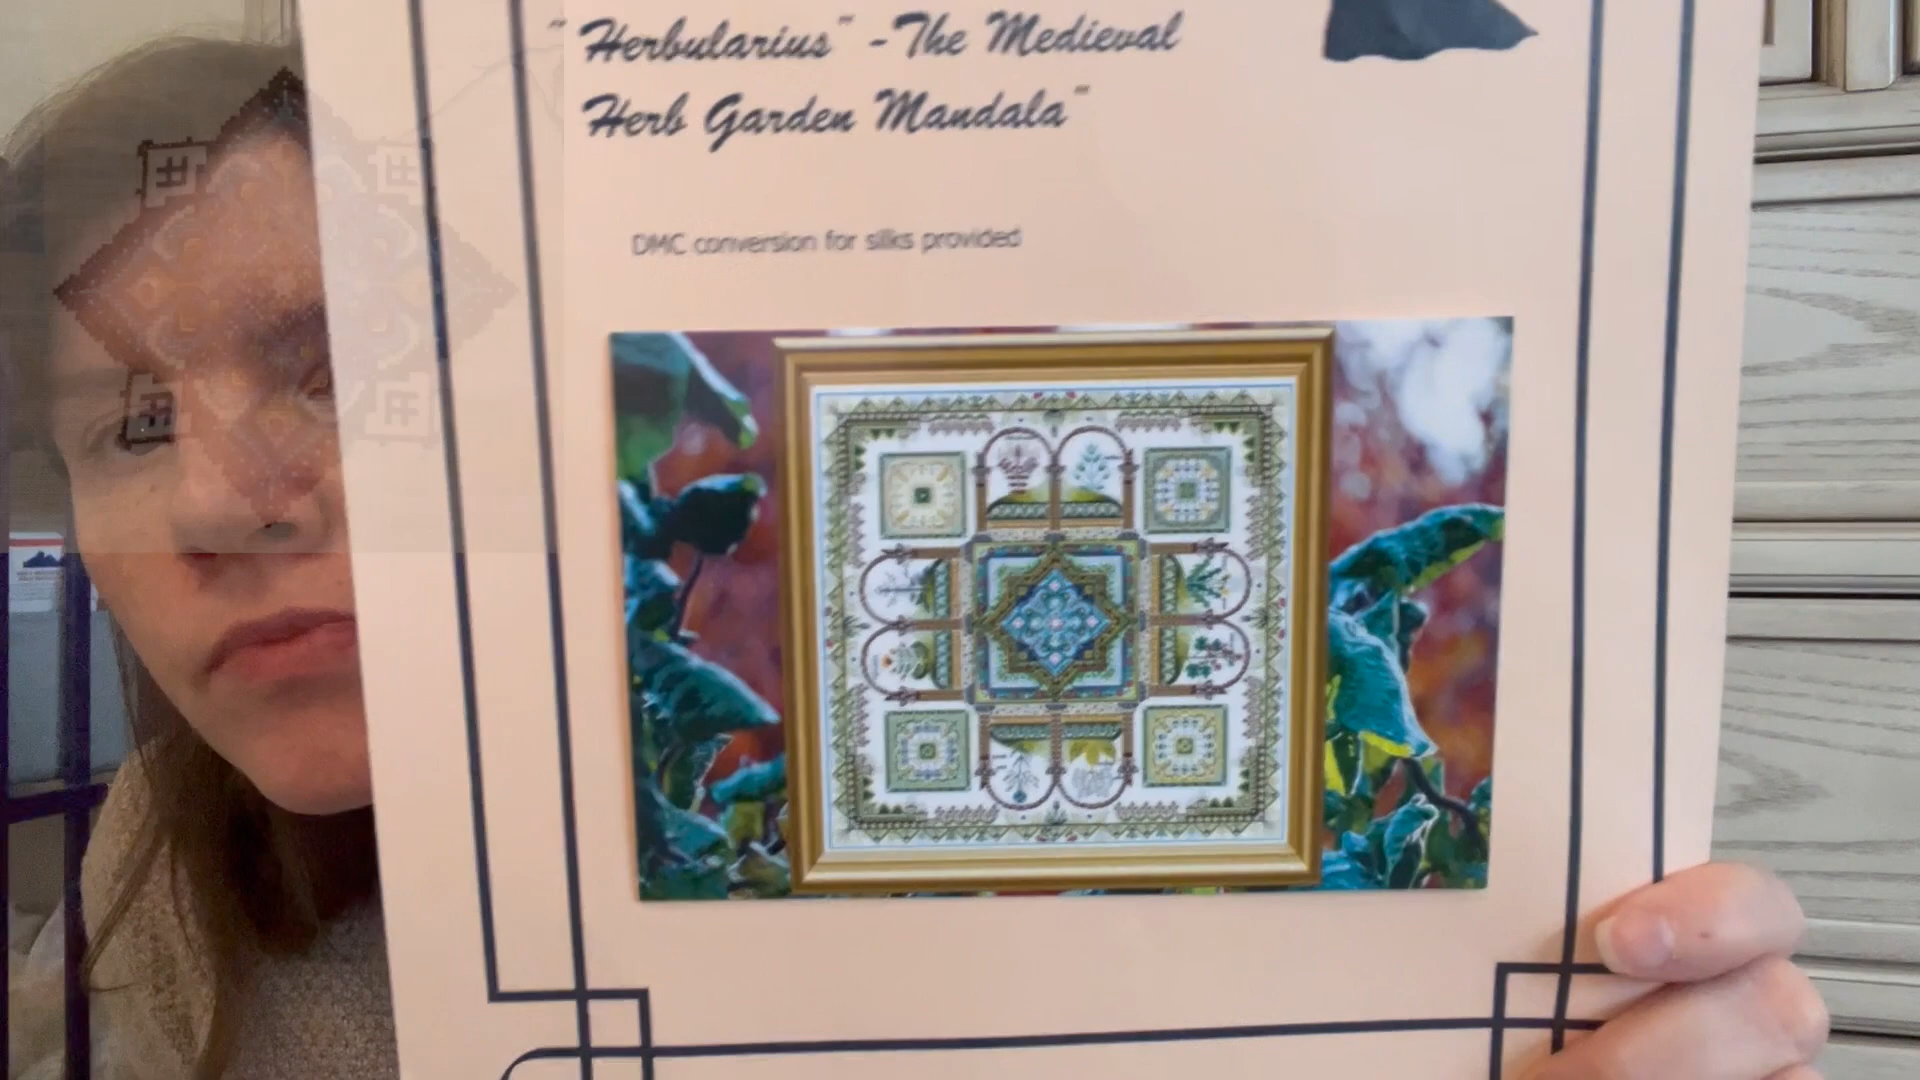 "Herbularius" -The Medieval
Herb Garden Mandala"
DMC conversion for silks provided